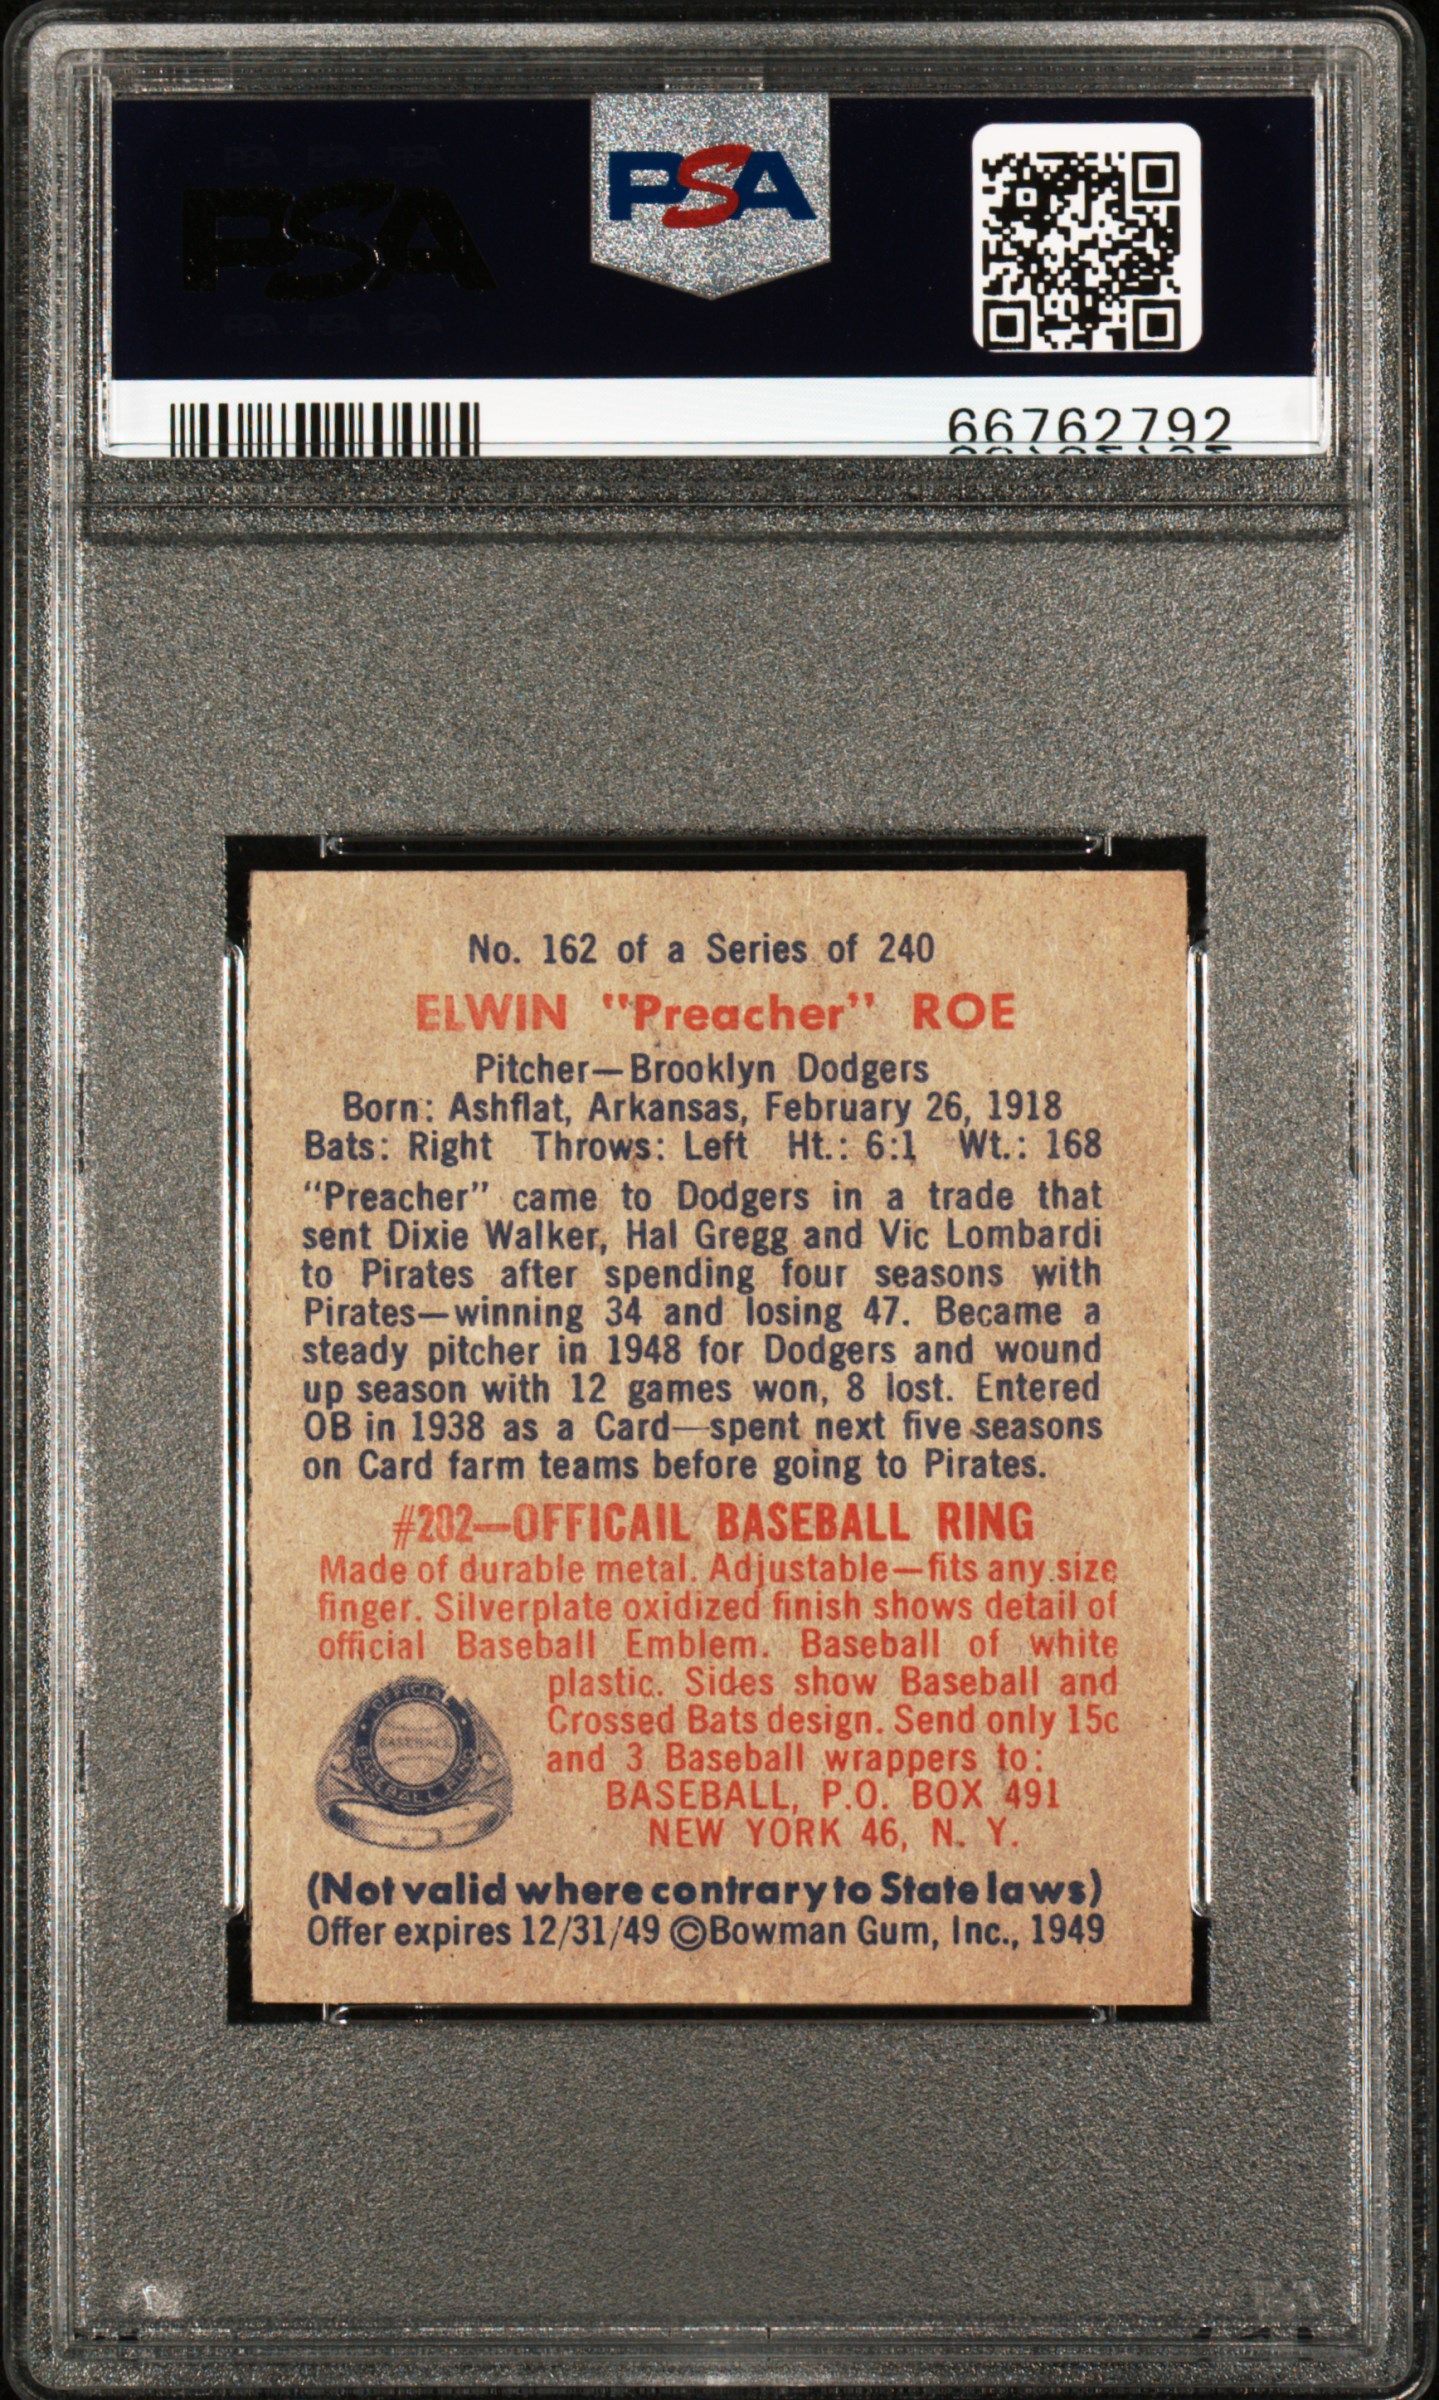 PSA
PSA
66762792
No. 162 of a Series of 240
ELWIN "Preacher" ROE
Pitcher—Brooklyn Dodgers
Born: Ashflat, Arkansas, February 26, 1918
Bats: Right Throws: Left Ht.: 6:1 Wt.: 168
"Preacher" came to Dodgers in a trade that
sent Dixie Walker, Hal Gregg and Vic Lombardi
to Pirates after spending four seasons with
Pirates—winning 34 and losing 47. Became a
steady pitcher in 1948 for Dodgers and wound
up season with 12 games won, 8 lost. Entered
OB in 1938 as a Card—spent next five seasons
on Card farm teams before going to Pirates.
#202—OFFICAIL BASEBALL RING
Made of durable metal. Adjustable—fits any size
finger. Silverplate oxidized finish shows detail of
official Baseball Emblem. Baseball of white
plastic. Sides show Baseball and
Crossed Bats design. Send only 15c
and 3 Baseball wrappers to:
BASEBALL, P.O. BOX 491
NEW YORK 46, N. Y.
OFFICIAL
BASEBALL
BASEBALL RING
(Not valid where contrary to State laws)
Offer expires 12/31/49 ©Bowman Gum, Inc., 1949